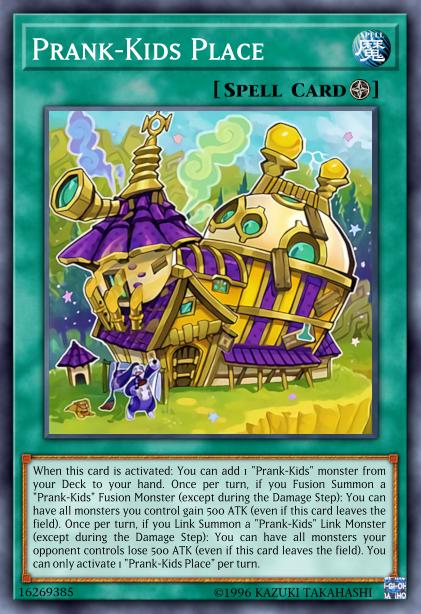 Prank-Kids Place
SPELL
魔
[Spell Card]
When this card is activated: You can add 1 "Prank-Kids" monster from
your Deck to your hand. Once per turn, if you Fusion Summon a
"Prank-Kids" Fusion Monster (except during the Damage Step): You can
have all monsters you control gain 500 ATK (even if this card leaves the
field). Once per turn, if you Link Summon a "Prank-Kids" Link Monster
(except during the Damage Step): You can have all monsters your
opponent controls lose 500 ATK (even if this card leaves the field). You
can only activate 1 "Prank-Kids Place" per turn.
16269385
©1996 KAZUKI TAKAHASHI